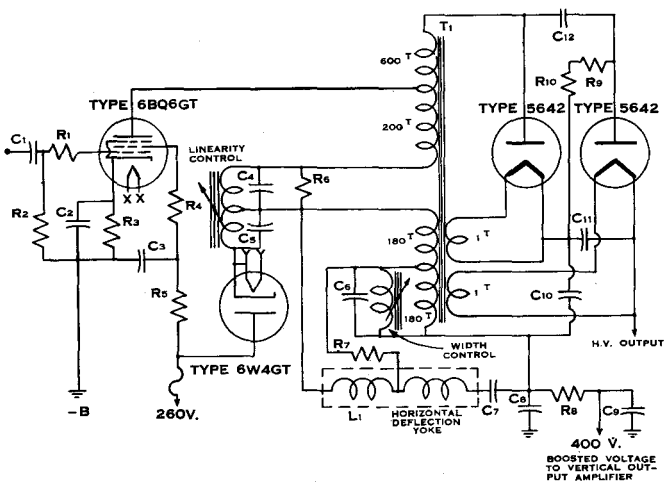 T1
C12
600 T
R10
R9
TYPE 6BQ6GT
TYPE 5642
TYPE 5642
C1
R1
200 T
LINEARITY
CONTROL
X X
C4
R6
R2
C2
R3
R4
C3
C5
180 T
1 T
C11
R5
C6
180 T
1 T
C10
R7
WIDTH
CONTROL
H.V. OUTPUT
TYPE 6W4GT
-B
260V.
L1
HORIZONTAL
DEFLECTION
YOKE
C7
C8
R8
C9
400 V.
BOOSTED VOLTAGE
TO VERTICAL OUT-
PUT AMPLIFIER